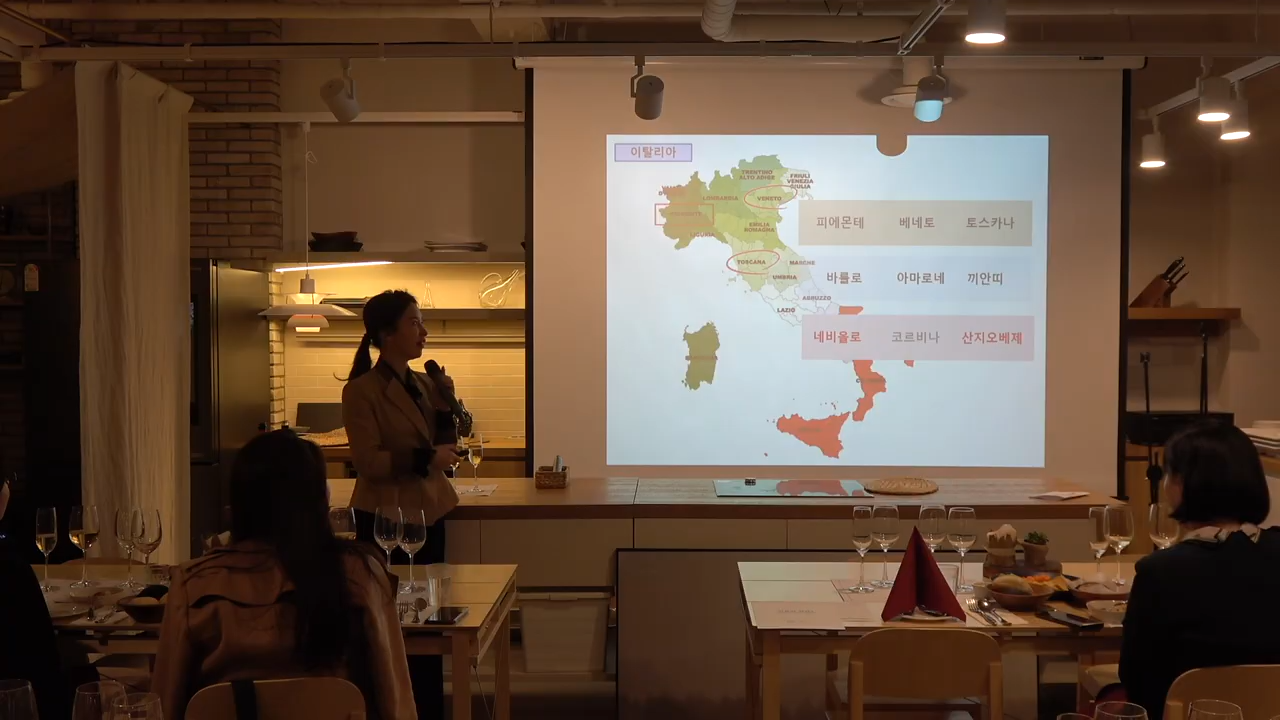 이탈리아
TRENTINO
ALTO ADIGE
FRIULI
VENEZIA
GIULIA
LOMBARDIA
VENETO
PIEMONTE
EMILIA
ROMAGNA
LIGURIA
TOSCANA
MARCHE
UMBRIA
ABRUZZO
LAZIO
피에몬테 베네토 토스카나
바롤로 아마로네 끼안띠
네비올로 코르비나 산지오베제